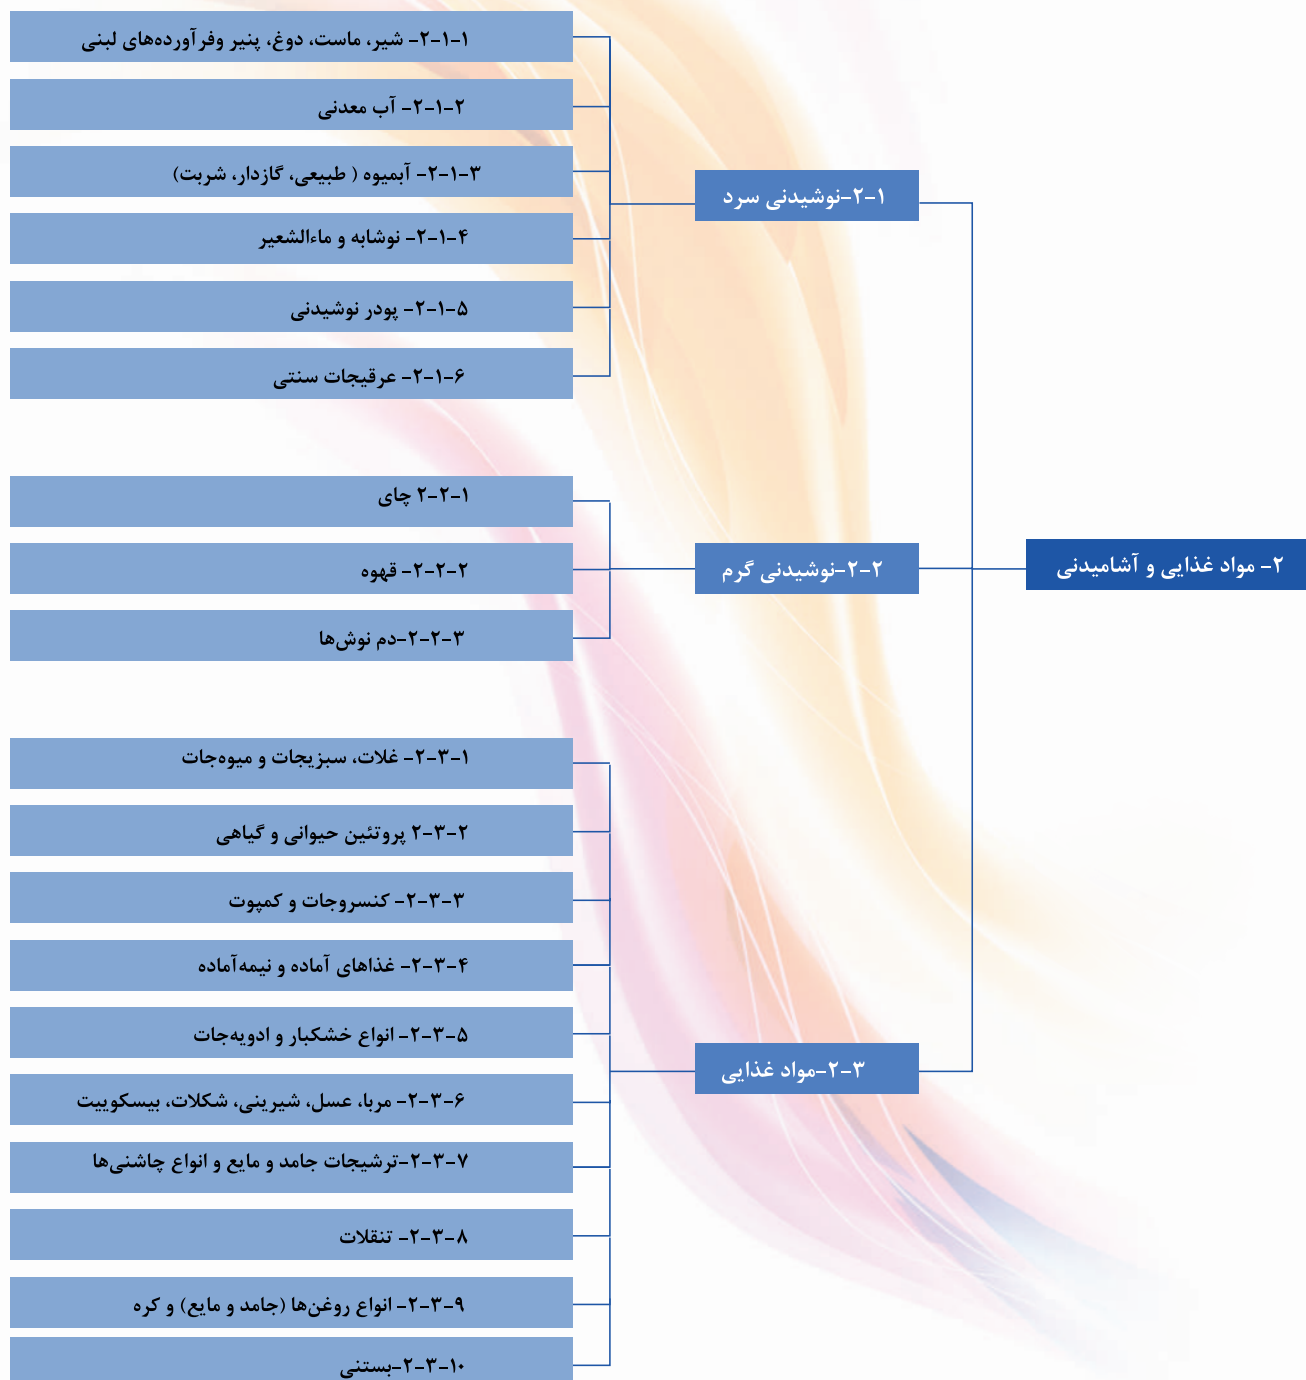 ۲- مواد غذایی و آشامیدنی
۲-۱-نوشیدنی سرد
۲-۱-۱- شیر، ماست، دوغ، پنیر وفرآورده‌های لبنی
۲-۱-۲- آب معدنی
۲-۱-۳- آبمیوه ( طبیعی، گازدار، شربت)
۲-۱-۴- نوشابه و ماءالشعیر
۲-۱-۵- پودر نوشیدنی
۲-۱-۶- عرقیجات سنتی
۲-۲-نوشیدنی گرم
۲-۲-۱ چای
۲-۲-۲- قهوه
۲-۲-۳-دم نوش‌ها
۲-۳-مواد غذایی
۲-۳-۱- غلات، سبزیجات و میوه‌جات
۲-۳-۲ پروتئین حیوانی و گیاهی
۲-۳-۳- کنسروجات و کمپوت
۲-۳-۴- غذاهای آماده و نیمه‌آماده
۲-۳-۵- انواع خشکبار و ادویه‌جات
۲-۳-۶- مربا، عسل، شیرینی، شکلات، بیسکوییت
۲-۳-۷-ترشیجات جامد و مایع و انواع چاشنی‌ها
۲-۳-۸- تنقلات
۲-۳-۹- انواع روغن‌ها (جامد و مایع) و کره
۲-۳-۱۰-بستنی